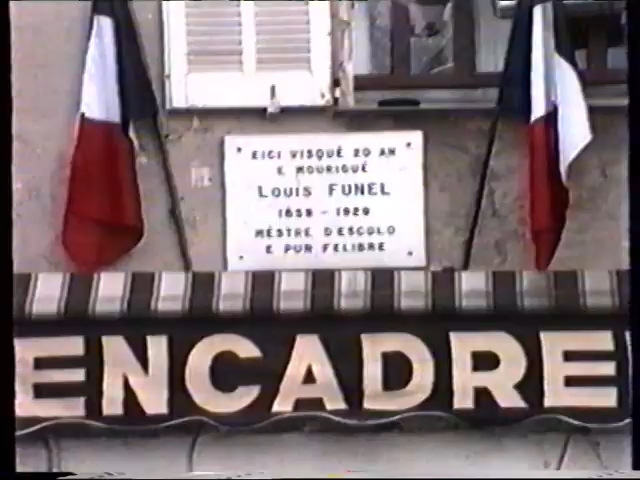 EICI VISQUÈ 20 AN
E MOURIGUÈ
LOUIS FUNEL
1859 - 1929
MÈSTRE D'ESCOLO
E PUR FELIBRE
ENCADRE